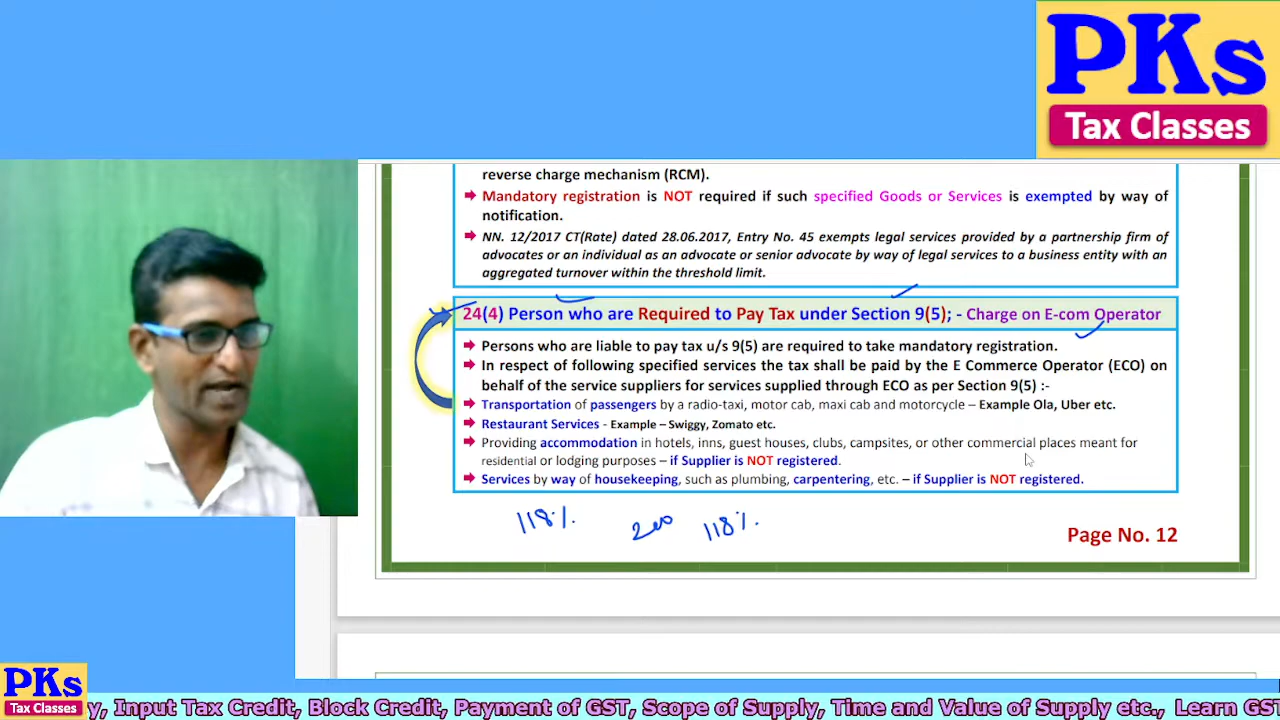 PKs
Tax Classes
reverse charge mechanism (RCM).
Mandatory registration is NOT required if such specified Goods or Services is exempted by way of
notification.
NN. 12/2017 CT(Rate) dated 28.06.2017, Entry No. 45 exempts legal services provided by a partnership firm of
advocates or an individual as an advocate or senior advocate by way of legal services to a business entity with an
aggregated turnover within the threshold limit.
24(4) Person who are Required to Pay Tax under Section 9(5); - Charge on E-com Operator
Persons who are liable to pay tax u/s 9(5) are required to take mandatory registration.
In respect of following specified services the tax shall be paid by the E Commerce Operator (ECO) on
behalf of the service suppliers for services supplied through ECO as per Section 9(5) :-
Transportation of passengers by a radio-taxi, motor cab, maxi cab and motorcycle – Example Ola, Uber etc.
Restaurant Services - Example – Swiggy, Zomato etc.
Providing accommodation in hotels, inns, guest houses, clubs, campsites, or other commercial places meant for
residential or lodging purposes – if Supplier is NOT registered.
Services by way of housekeeping, such as plumbing, carpentering, etc. – if Supplier is NOT registered.
118% 200 118%
Page No. 12
PKs
Tax Classes
y, Input Tax Credit, Block Credit, Payment of GST, Scope of Supply, Time and Value of Supply etc., Learn GST